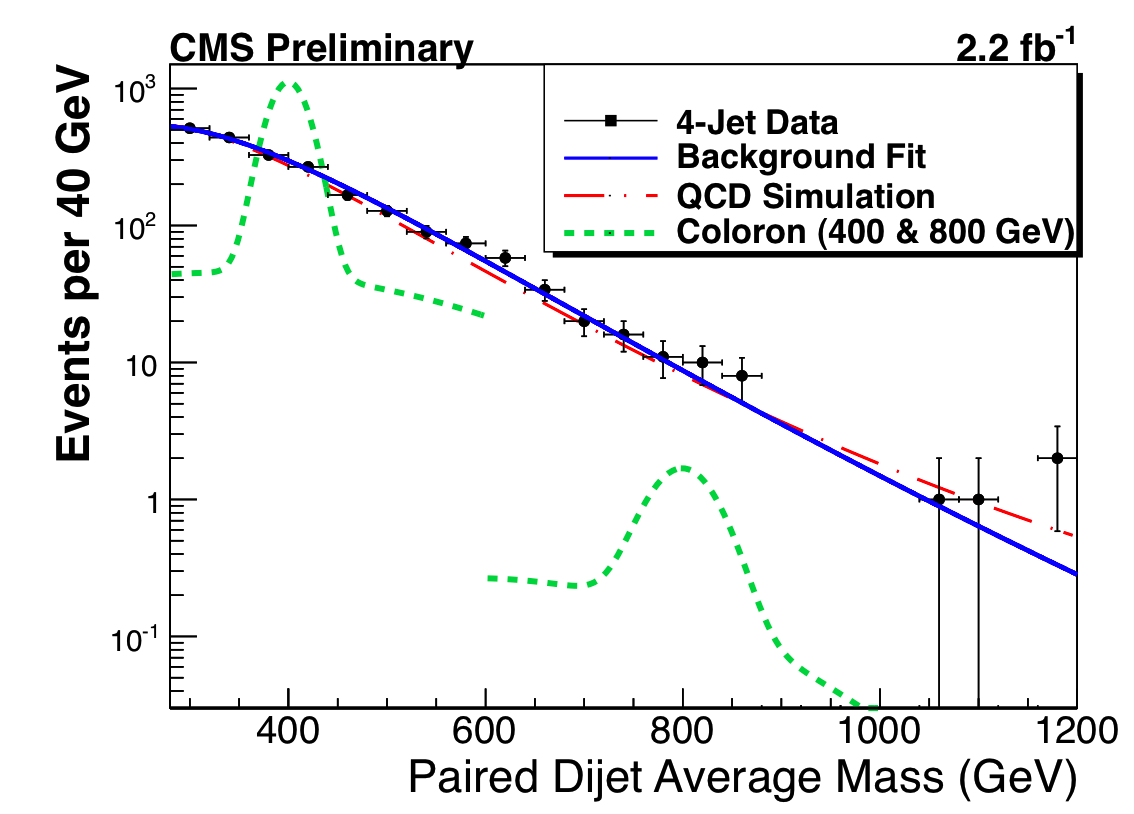 CMS Preliminary 2.2 fb⁻¹
Events per 40 GeV
10³
10²
10
1
10⁻¹
4-Jet Data
Background Fit
QCD Simulation
Coloron (400 & 800 GeV)
400 600 800 1000 1200
Paired Dijet Average Mass (GeV)